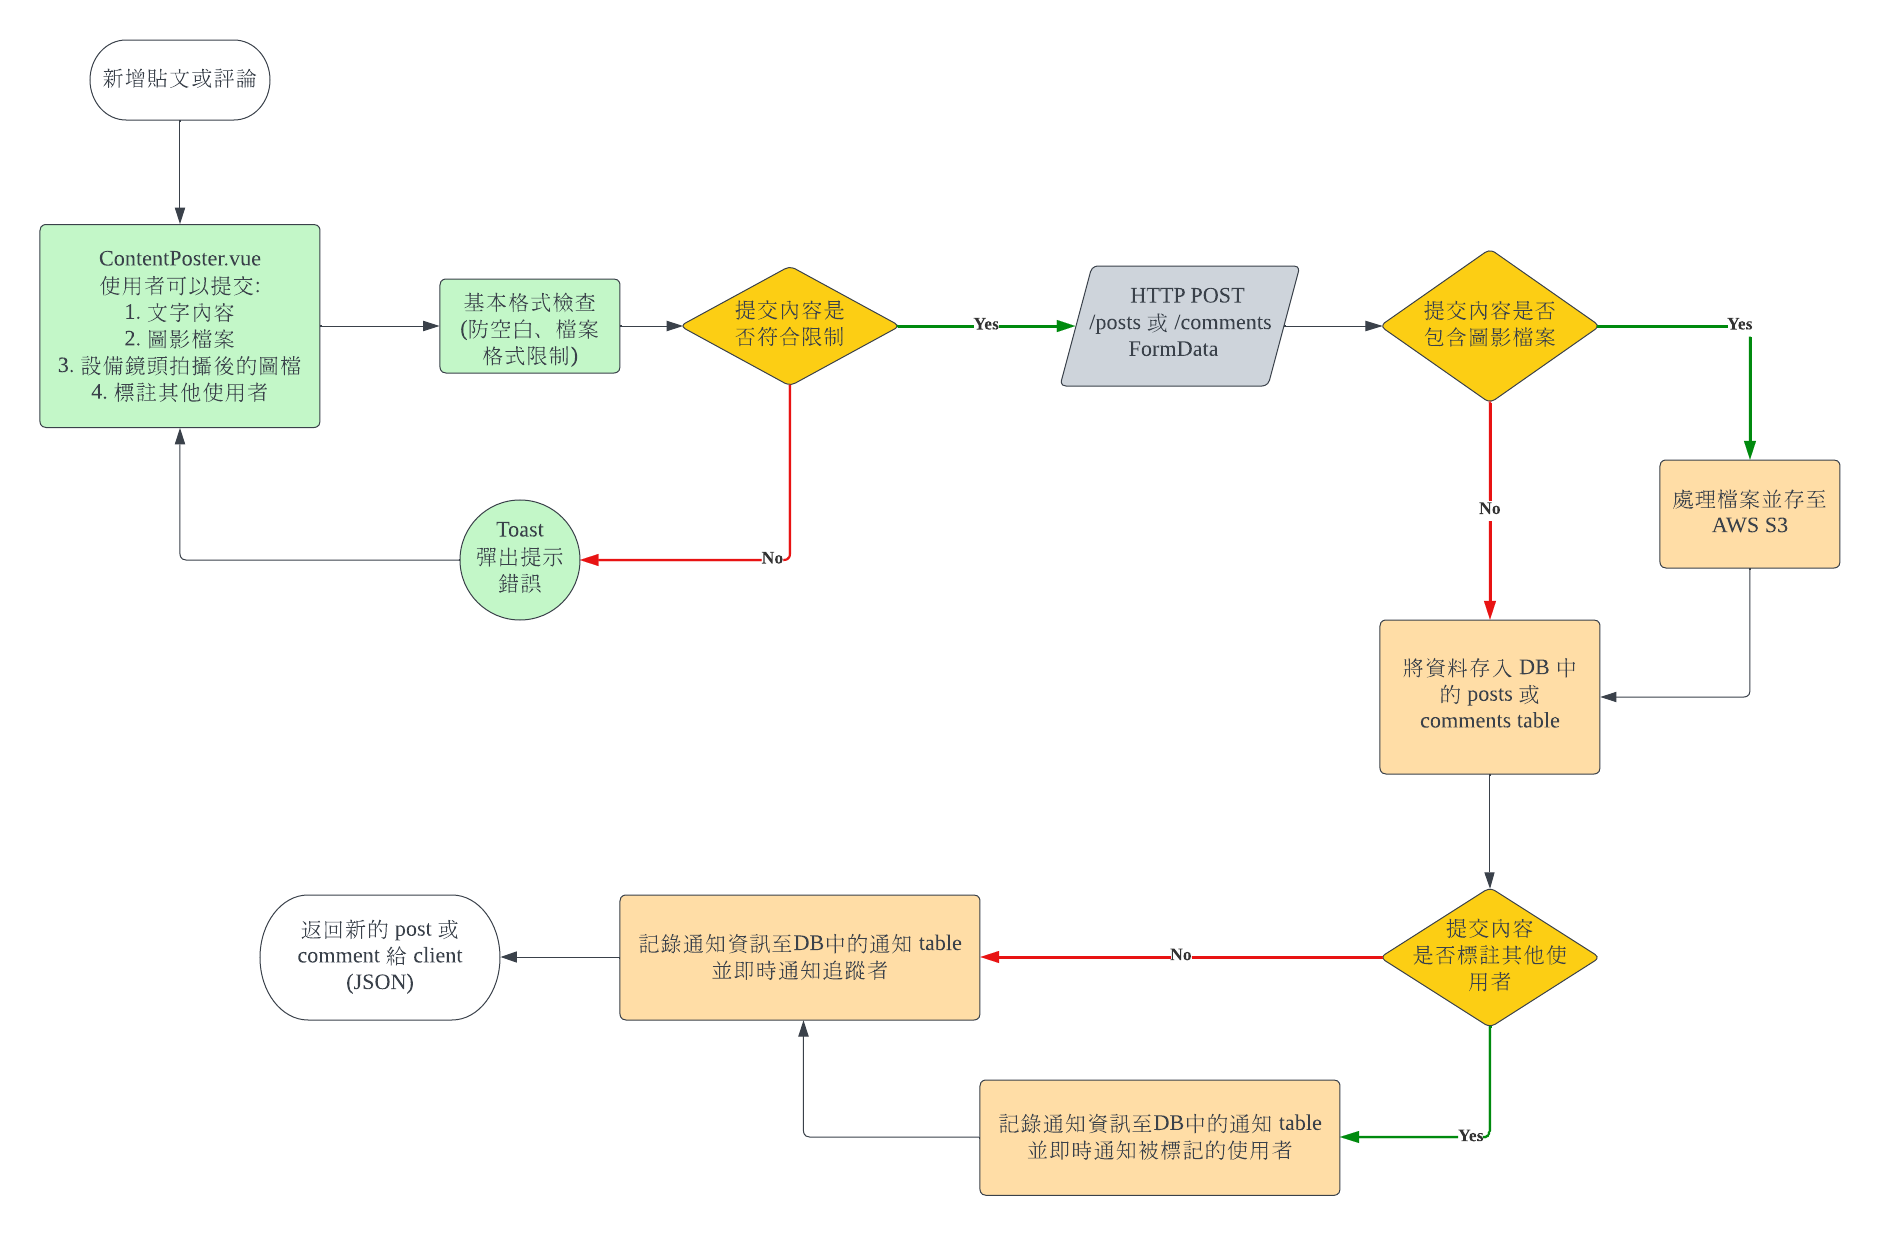 新增貼文或評論
ContentPoster.vue
使用者可以提交:
1. 文字內容
2. 圖影檔案
3. 設備鏡頭拍攝後的圖檔
4. 標註其他使用者
基本格式檢查
(防空白、檔案
格式限制)
提交內容是
否符合限制
Yes
No
Toast
彈出提示
錯誤
HTTP POST
/posts 或 /comments
FormData
提交內容是否
包含圖影檔案
Yes
No
處理檔案並存至
AWS S3
將資料存入 DB 中
的 posts 或
comments table
提交內容
是否標註其他使
用者
No
Yes
記錄通知資訊至DB中的通知 table
並即時通知被標記的使用者
記錄通知資訊至DB中的通知 table
並即時通知追蹤者
返回新的 post 或
comment 給 client
(JSON)